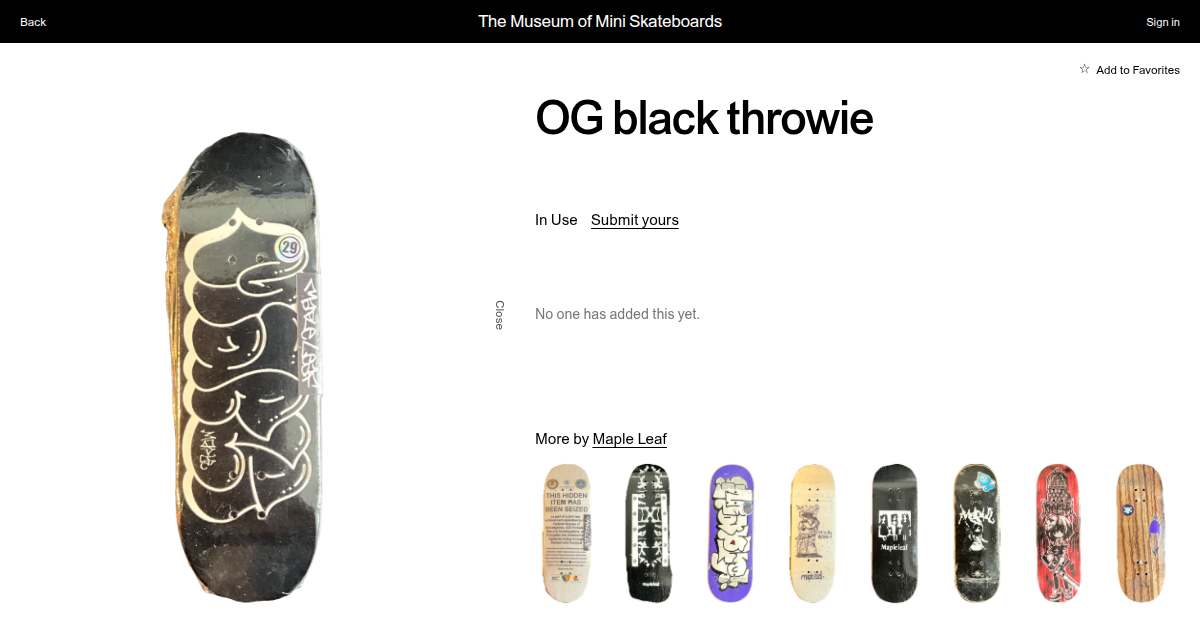 Back
The Museum of Mini Skateboards
Sign in
☆ Add to Favorites
OG black throwie
29
In Use Submit yours
Close
No one has added this yet.
More by Maple Leaf
THIS HIDDEN
ITEM HAS
BEEN SEIZED
Mapleleaf